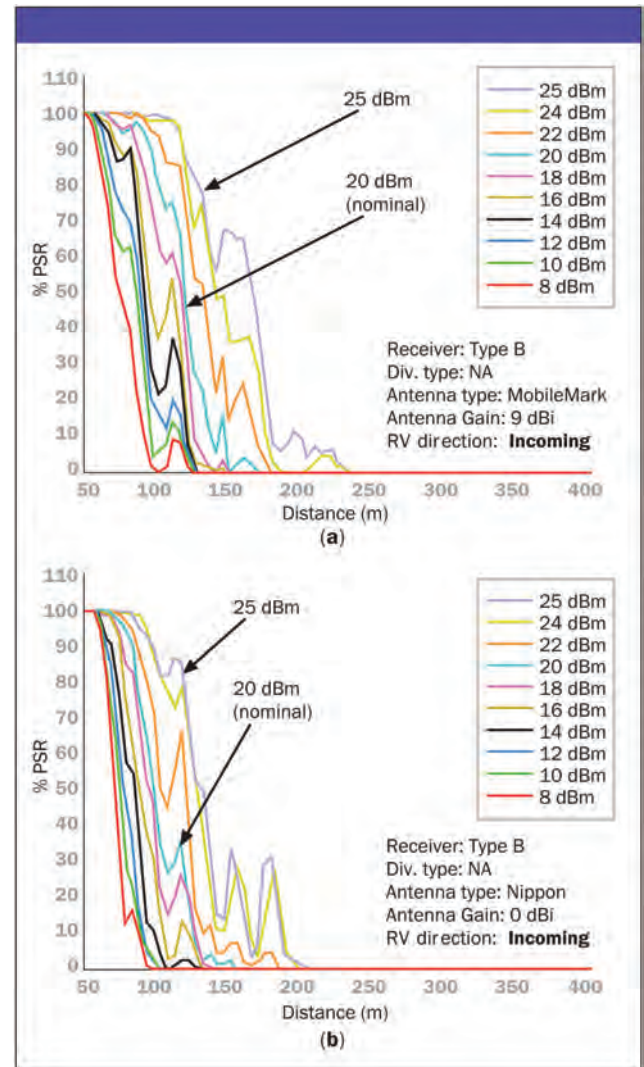 110
100
90
80
70
60
50
40
30
20
10
0
% PSR
25 dBm
20 dBm
(nominal)
25 dBm
24 dBm
22 dBm
20 dBm
18 dBm
16 dBm
14 dBm
12 dBm
10 dBm
8 dBm
Receiver: Type B
Div. type: NA
Antenna type: MobileMark
Antenna Gain: 9 dBi
RV direction: Incoming
50 100 150 200 250 300 350 400
Distance (m)
(a)
110
100
90
80
70
60
50
40
30
20
10
0
% PSR
25 dBm
20 dBm
(nominal)
25 dBm
24 dBm
22 dBm
20 dBm
18 dBm
16 dBm
14 dBm
12 dBm
10 dBm
8 dBm
Receiver: Type B
Div. type: NA
Antenna type: Nippon
Antenna Gain: 0 dBi
RV direction: Incoming
50 100 150 200 250 300 350 400
Distance (m)
(b)